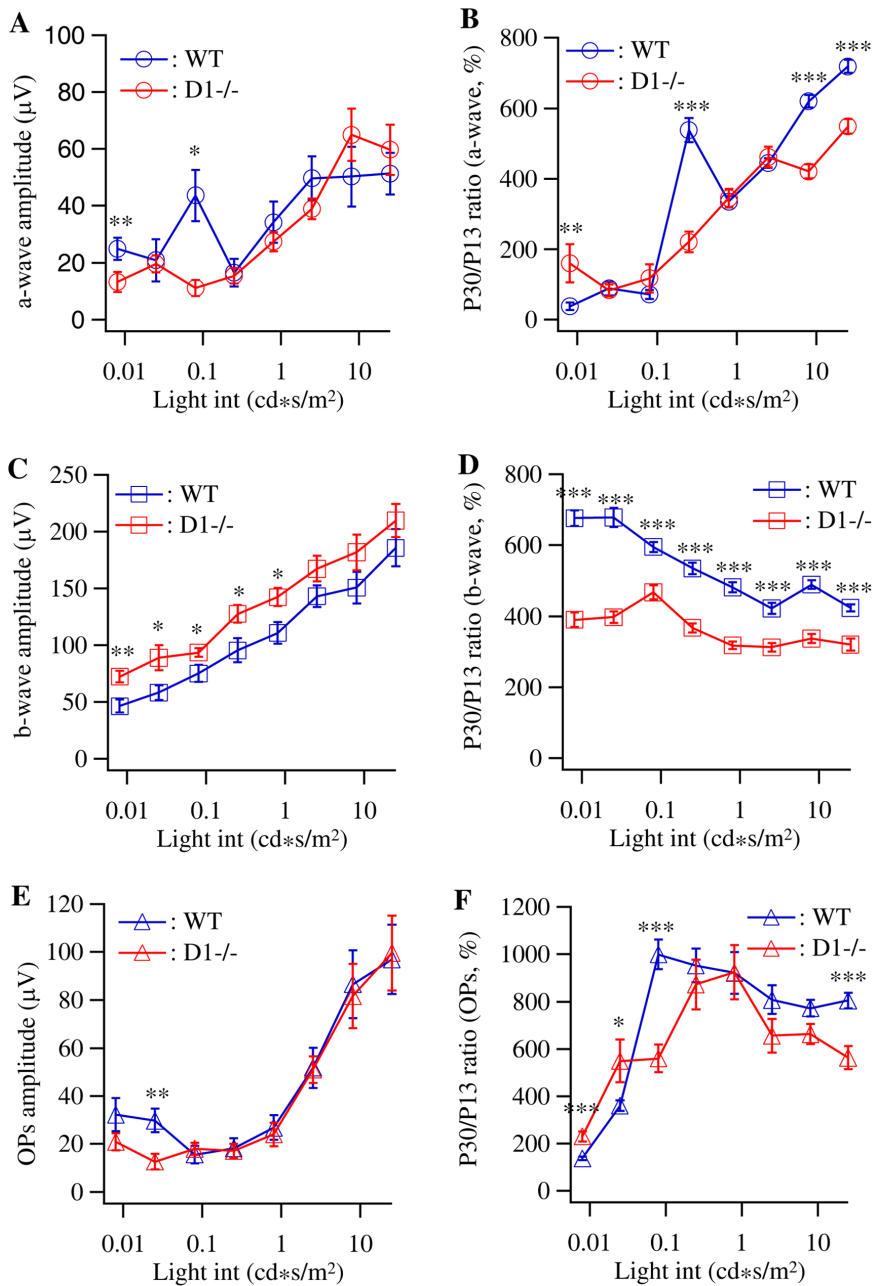 A
a-wave amplitude (µV)
100
80
60
40
20
0
: WT
: D1-/-
**
*
0.01 0.1 1 10
Light int (cd∗s/m²)
B
P30/P13 ratio (a-wave, %)
800
600
400
200
0
: WT
: D1-/-
**
***
***
***
0.01 0.1 1 10
Light int (cd∗s/m²)
C
b-wave amplitude (µV)
250
200
150
100
50
0
: WT
: D1-/-
**
*
*
*
*
0.01 0.1 1 10
Light int (cd∗s/m²)
D
P30/P13 ratio (b-wave, %)
800
600
400
200
0
: WT
: D1-/-
***
***
***
***
***
***
***
***
0.01 0.1 1 10
Light int (cd∗s/m²)
E
OPs amplitude (µV)
120
100
80
60
40
20
0
: WT
: D1-/-
**
0.01 0.1 1 10
Light int (cd∗s/m²)
F
P30/P13 ratio (OPs, %)
1200
1000
800
600
400
200
0
: WT
: D1-/-
***
*
***
***
0.01 0.1 1 10
Light int (cd∗s/m²)